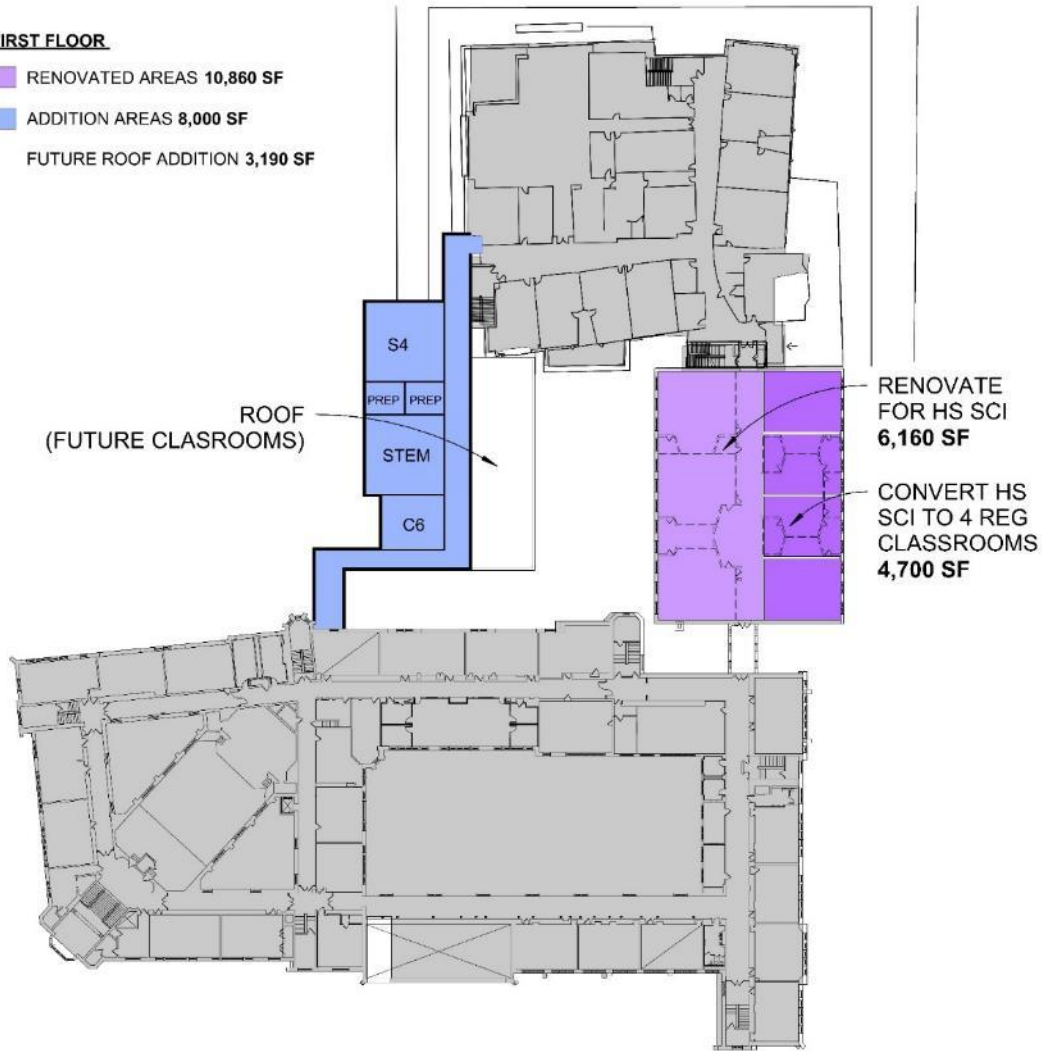 FIRST FLOOR
RENOVATED AREAS 10,860 SF
ADDITION AREAS 8,000 SF
FUTURE ROOF ADDITION 3,190 SF
S4
PREP PREP
STEM
C6
ROOF
(FUTURE CLASROOMS)
RENOVATE
FOR HS SCI
6,160 SF
CONVERT HS
SCI TO 4 REG
CLASSROOMS
4,700 SF